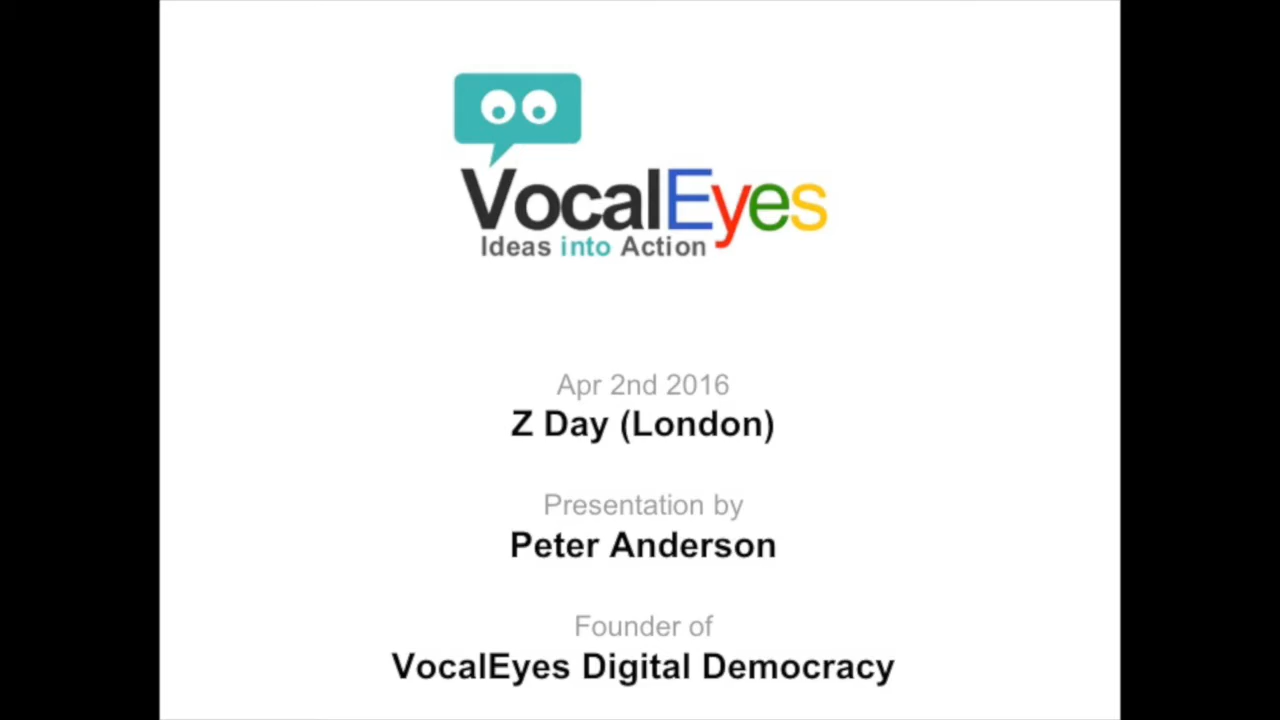 VocalEyes
Ideas into Action
Apr 2nd 2016
Z Day (London)
Presentation by
Peter Anderson
Founder of
VocalEyes Digital Democracy